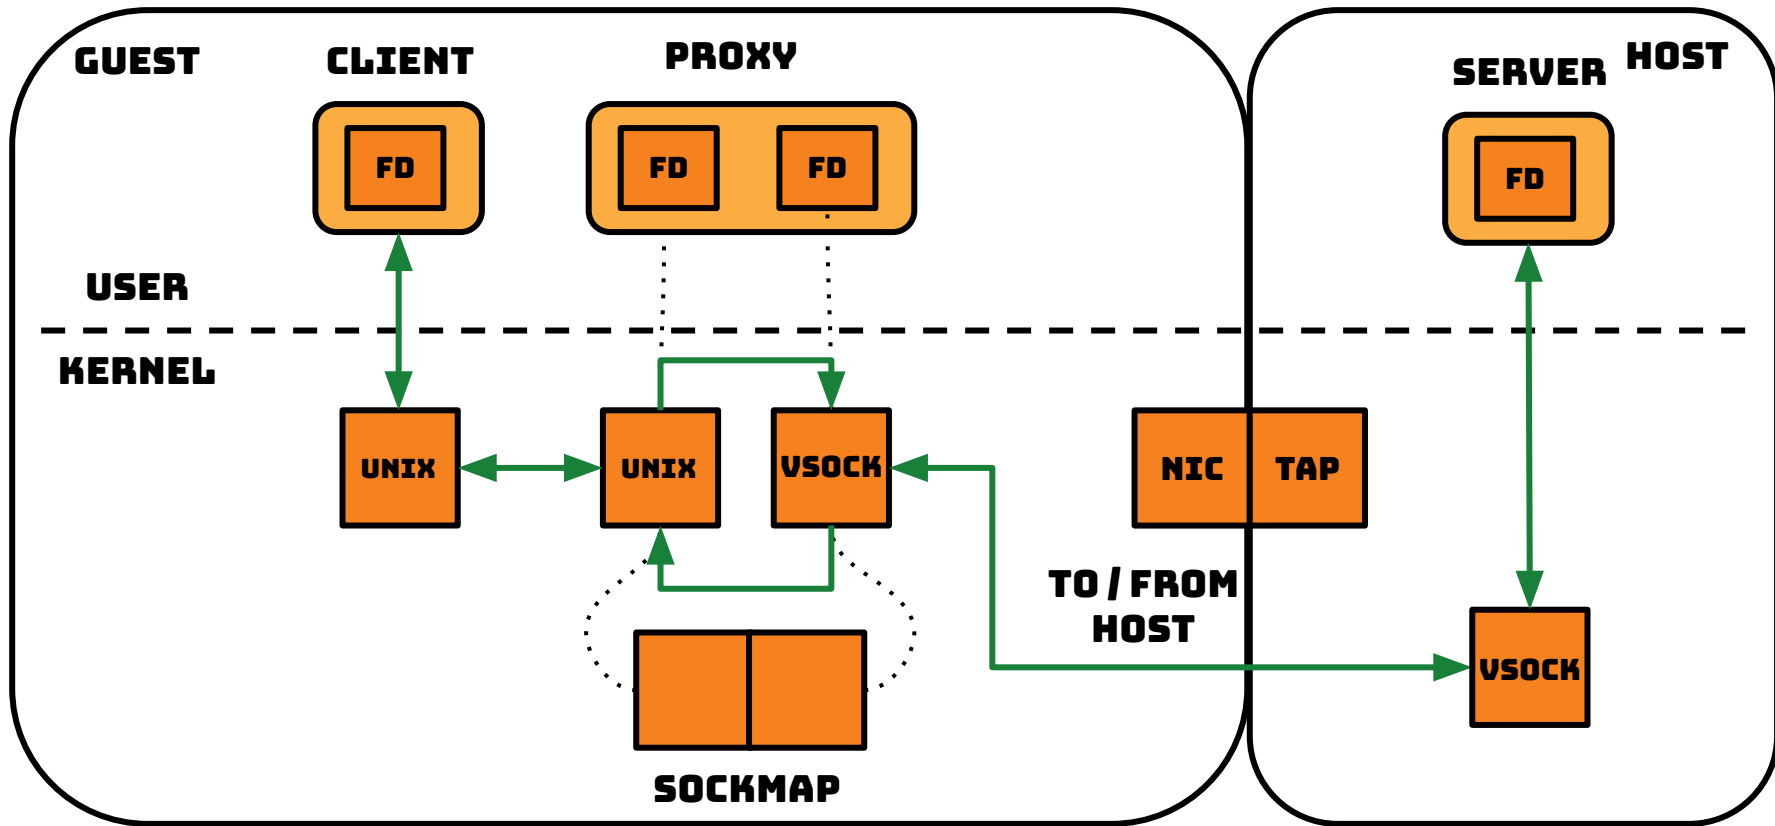 GUEST
CLIENT
PROXY
SERVER
HOST
FD
FD
FD
FD
USER
KERNEL
UNIX
UNIX
VSOCK
NIC
TAP
TO / FROM
HOST
VSOCK
SOCKMAP